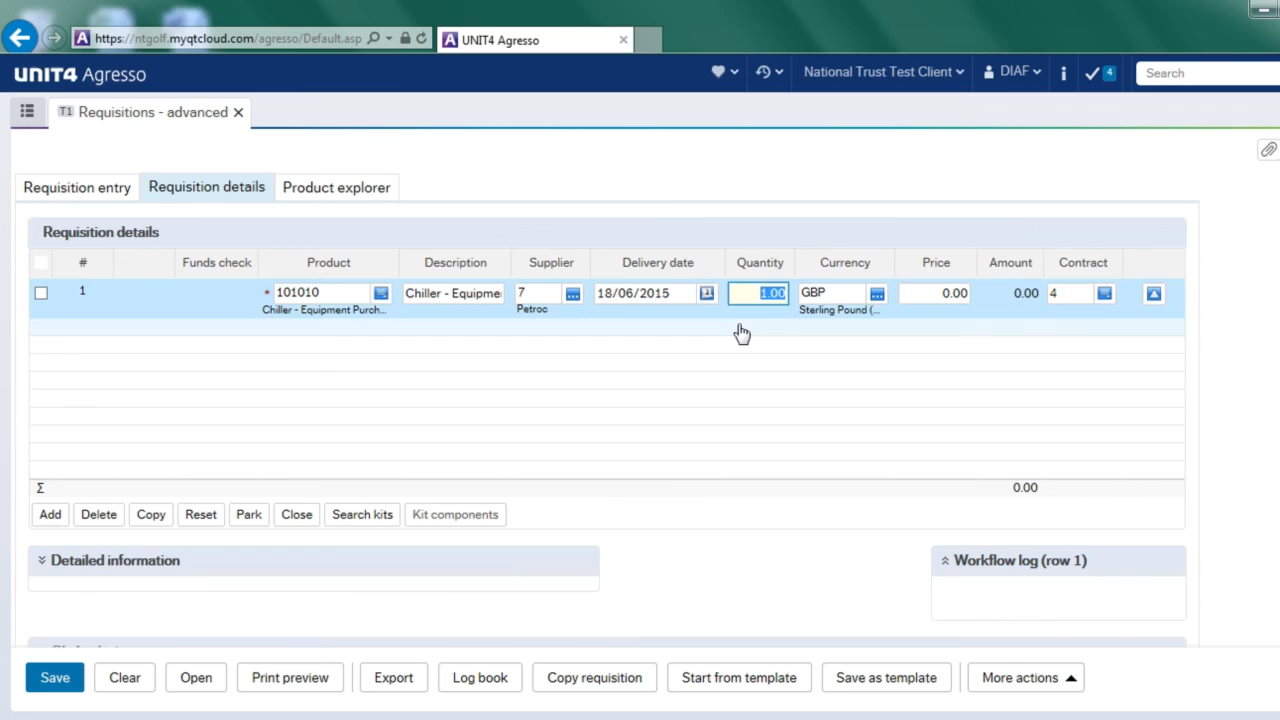 https://ntgolf.myqtcloud.com/agresso/Default.asp
UNIT4 Agresso
UNIT4 Agresso
National Trust Test Client
DIAF
4
Search
T1 Requisitions - advanced
Requisition entry
Requisition details
Product explorer
Requisition details
# Funds check Product Description Supplier Delivery date Quantity Currency Price Amount Contract
1 * 101010 Chiller - Equipme 7 18/06/2015 1.00 GBP 0.00 0.00 4
Chiller - Equipment Purch... Petroc Sterling Pound (...
Σ 0.00
Add Delete Copy Reset Park Close Search kits Kit components
Detailed information
Workflow log (row 1)
Save Clear Open Print preview Export Log book Copy requisition Start from template Save as template More actions